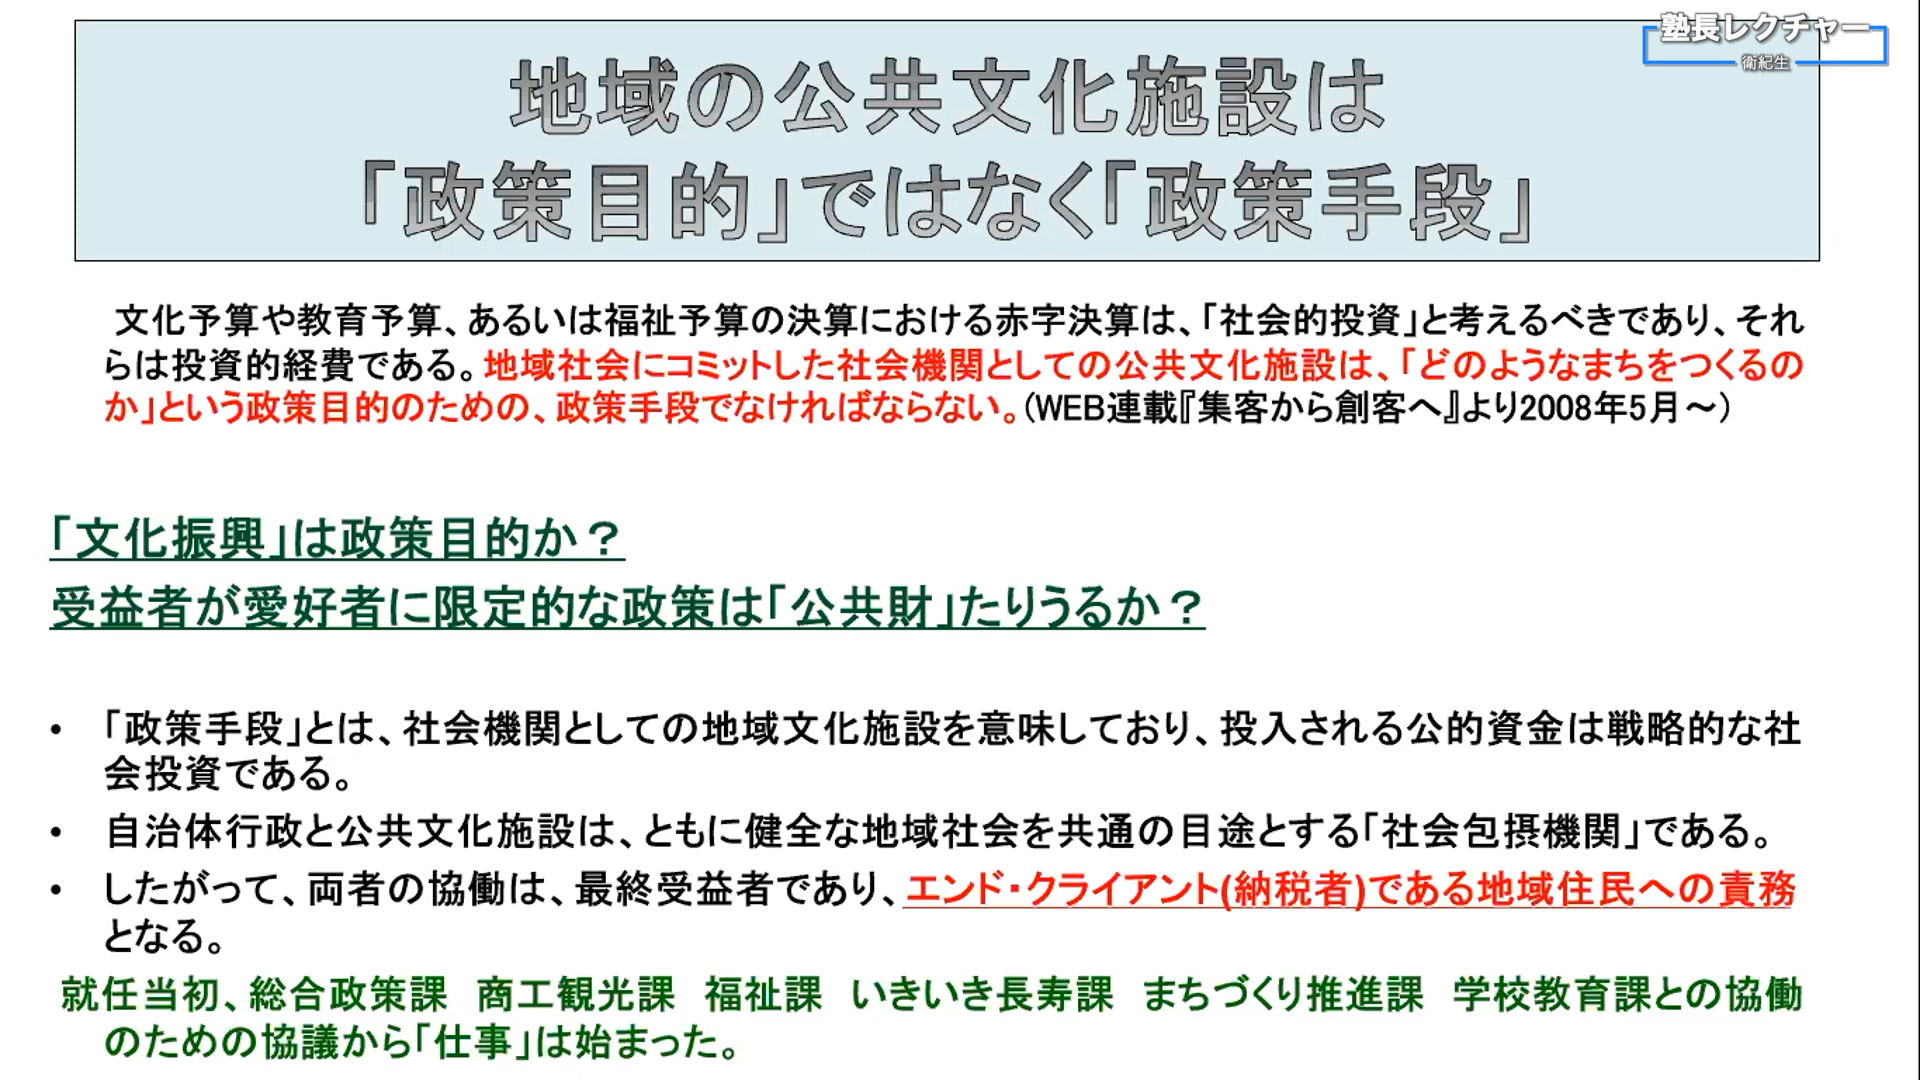 塾長レクチャー
衛紀生
地域の公共文化施設は
「政策目的」ではなく「政策手段」
文化予算や教育予算、あるいは福祉予算の決算における赤字決算は、「社会的投資」と考えるべきであり、それ
らは投資的経費である。地域社会にコミットした社会機関としての公共文化施設は、「どのようなまちをつくるの
か」という政策目的のための、政策手段でなければならない。(WEB連載『集客から創客へ』より2008年5月~)
「文化振興」は政策目的か?
受益者が愛好者に限定的な政策は「公共財」たりうるか?
• 「政策手段」とは、社会機関としての地域文化施設を意味しており、投入される公的資金は戦略的な社
会投資である。
• 自治体行政と公共文化施設は、ともに健全な地域社会を共通の目途とする「社会包摂機関」である。
• したがって、両者の協働は、最終受益者であり、エンド・クライアント(納税者)である地域住民への責務
となる。
就任当初、総合政策課 商工観光課 福祉課 いきいき長寿課 まちづくり推進課 学校教育課との協働
のための協議から「仕事」は始まった。